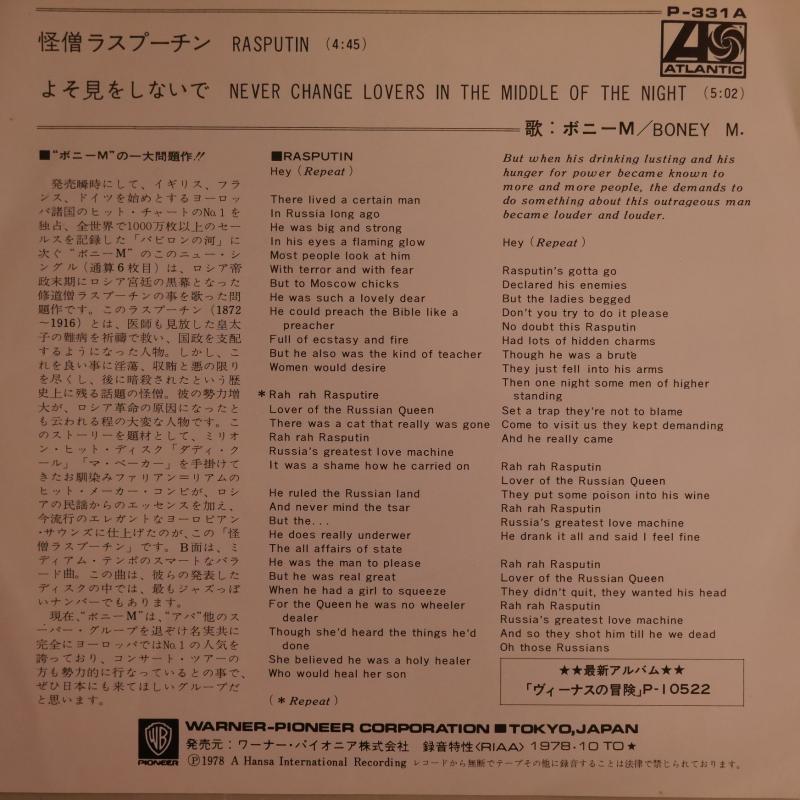 P-331A
怪僧ラスプーチン RASPUTIN (4:45)
ATLANTIC
よそ見をしないで NEVER CHANGE LOVERS IN THE MIDDLE OF THE NIGHT (5:02)
歌：ボニーM／BONEY M.
■“ボニーM”の一大問題作!!
発売瞬時にして、イギリス、フラ
ンス、ドイツを始めとするヨーロッ
パ諸国のヒット・チャートのNo.1を
独占、全世界で1000万枚以上のセー
ルスを記録した「バビロンの河」に
次ぐ“ボニーM”のこのニュー・シ
ングル（通算6枚目）は、ロシア帝
政末期にロシア宮廷の黒幕となった
修道僧ラスプーチンの事を歌った問
題作です。このラスプーチン（1872
〜1916）とは、医師も見放した皇太
子の難病を祈禱で救い、国政を支配
するようになった人物。しかし、こ
れを良い事に淫蕩、収賄と悪の限り
を尽くし、後に暗殺されたという歴
史上に残る話題の怪僧。彼の勢力増
大が、ロシア革命の原因になったと
も云われる程の大変な人物です。こ
のストーリーを題材として、ミリオ
ン・ヒット・ディスク「ダディ・ク
ール」「マ・ベーカー」を手掛けて
きたお馴染みファリアン＝リアムの
ヒット・メーカー・コンビが、ロシ
アの民謡からのエッセンスを加え、
今流行のエレガントなヨーロピアン
・サウンズに仕上げたのが、この「怪
僧ラスプーチン」です。B面は、ミ
ディアム・テンポのスマートなバラ
ード曲。この曲は、彼らの発表した
ディスクの中では、最もジャズっぽ
いナンバーでもあります。
現在、“ボニーM”は、“アバ”他のス
ーパー・グループを退ぞけ名実共に
完全にヨーロッパではNo.1の人気を
誇っており、コンサート・ツアーの
方も勢力的に行なっているとの事で、
ぜひ日本にも来てほしいグループだ
と思います。
■RASPUTIN
Hey (Repeat)
There lived a certain man
In Russia long ago
He was big and strong
In his eyes a flaming glow
Most people look at him
With terror and with fear
But to Moscow chicks
He was such a lovely dear
He could preach the Bible like a
preacher
Full of ecstasy and fire
But he also was the kind of teacher
Women would desire
*Rah rah Rasputire
Lover of the Russian Queen
There was a cat that really was gone
Rah rah Rasputin
Russia's greatest love machine
It was a shame how he carried on
He ruled the Russian land
And never mind the tsar
But the...
He does really underwer
The all affairs of state
He was the man to please
But he was real great
When he had a girl to squeeze
For the Queen he was no wheeler
dealer
Though she'd heard the things he'd
done
She believed he was a holy healer
Who would heal her son
(*Repeat)
But when his drinking lusting and his
hunger for power became known to
more and more people, the demands to
do something about this outrageous man
became louder and louder.
Hey (Repeat)
Rasputin's gotta go
Declared his enemies
But the ladies begged
Don't you try to do it please
No doubt this Rasputin
Had lots of hidden charms
Though he was a brute
They just fell into his arms
Then one night some men of higher
standing
Set a trap they're not to blame
Come to visit us they kept demanding
And he really came
Rah rah Rasputin
Lover of the Russian Queen
They put some poison into his wine
Rah rah Rasputin
Russia's greatest love machine
He drank it all and said I feel fine
Rah rah Rasputin
Lover of the Russian Queen
They didn't quit, they wanted his head
Rah rah Rasputin
Russia's greatest love machine
And so they shot him till he we dead
Oh those Russians
★★最新アルバム★★
「ヴィーナスの冒険」P-10522
WB
PIONEER
WARNER-PIONEER CORPORATION ■ TOKYO, JAPAN
発売元：ワーナー・パイオニア株式会社 録音特性〈RIAA〉1978・10 TO★
Ⓟ1978 A Hansa International Recording レコードから無断でテープその他に録音することは法律で禁じられております。